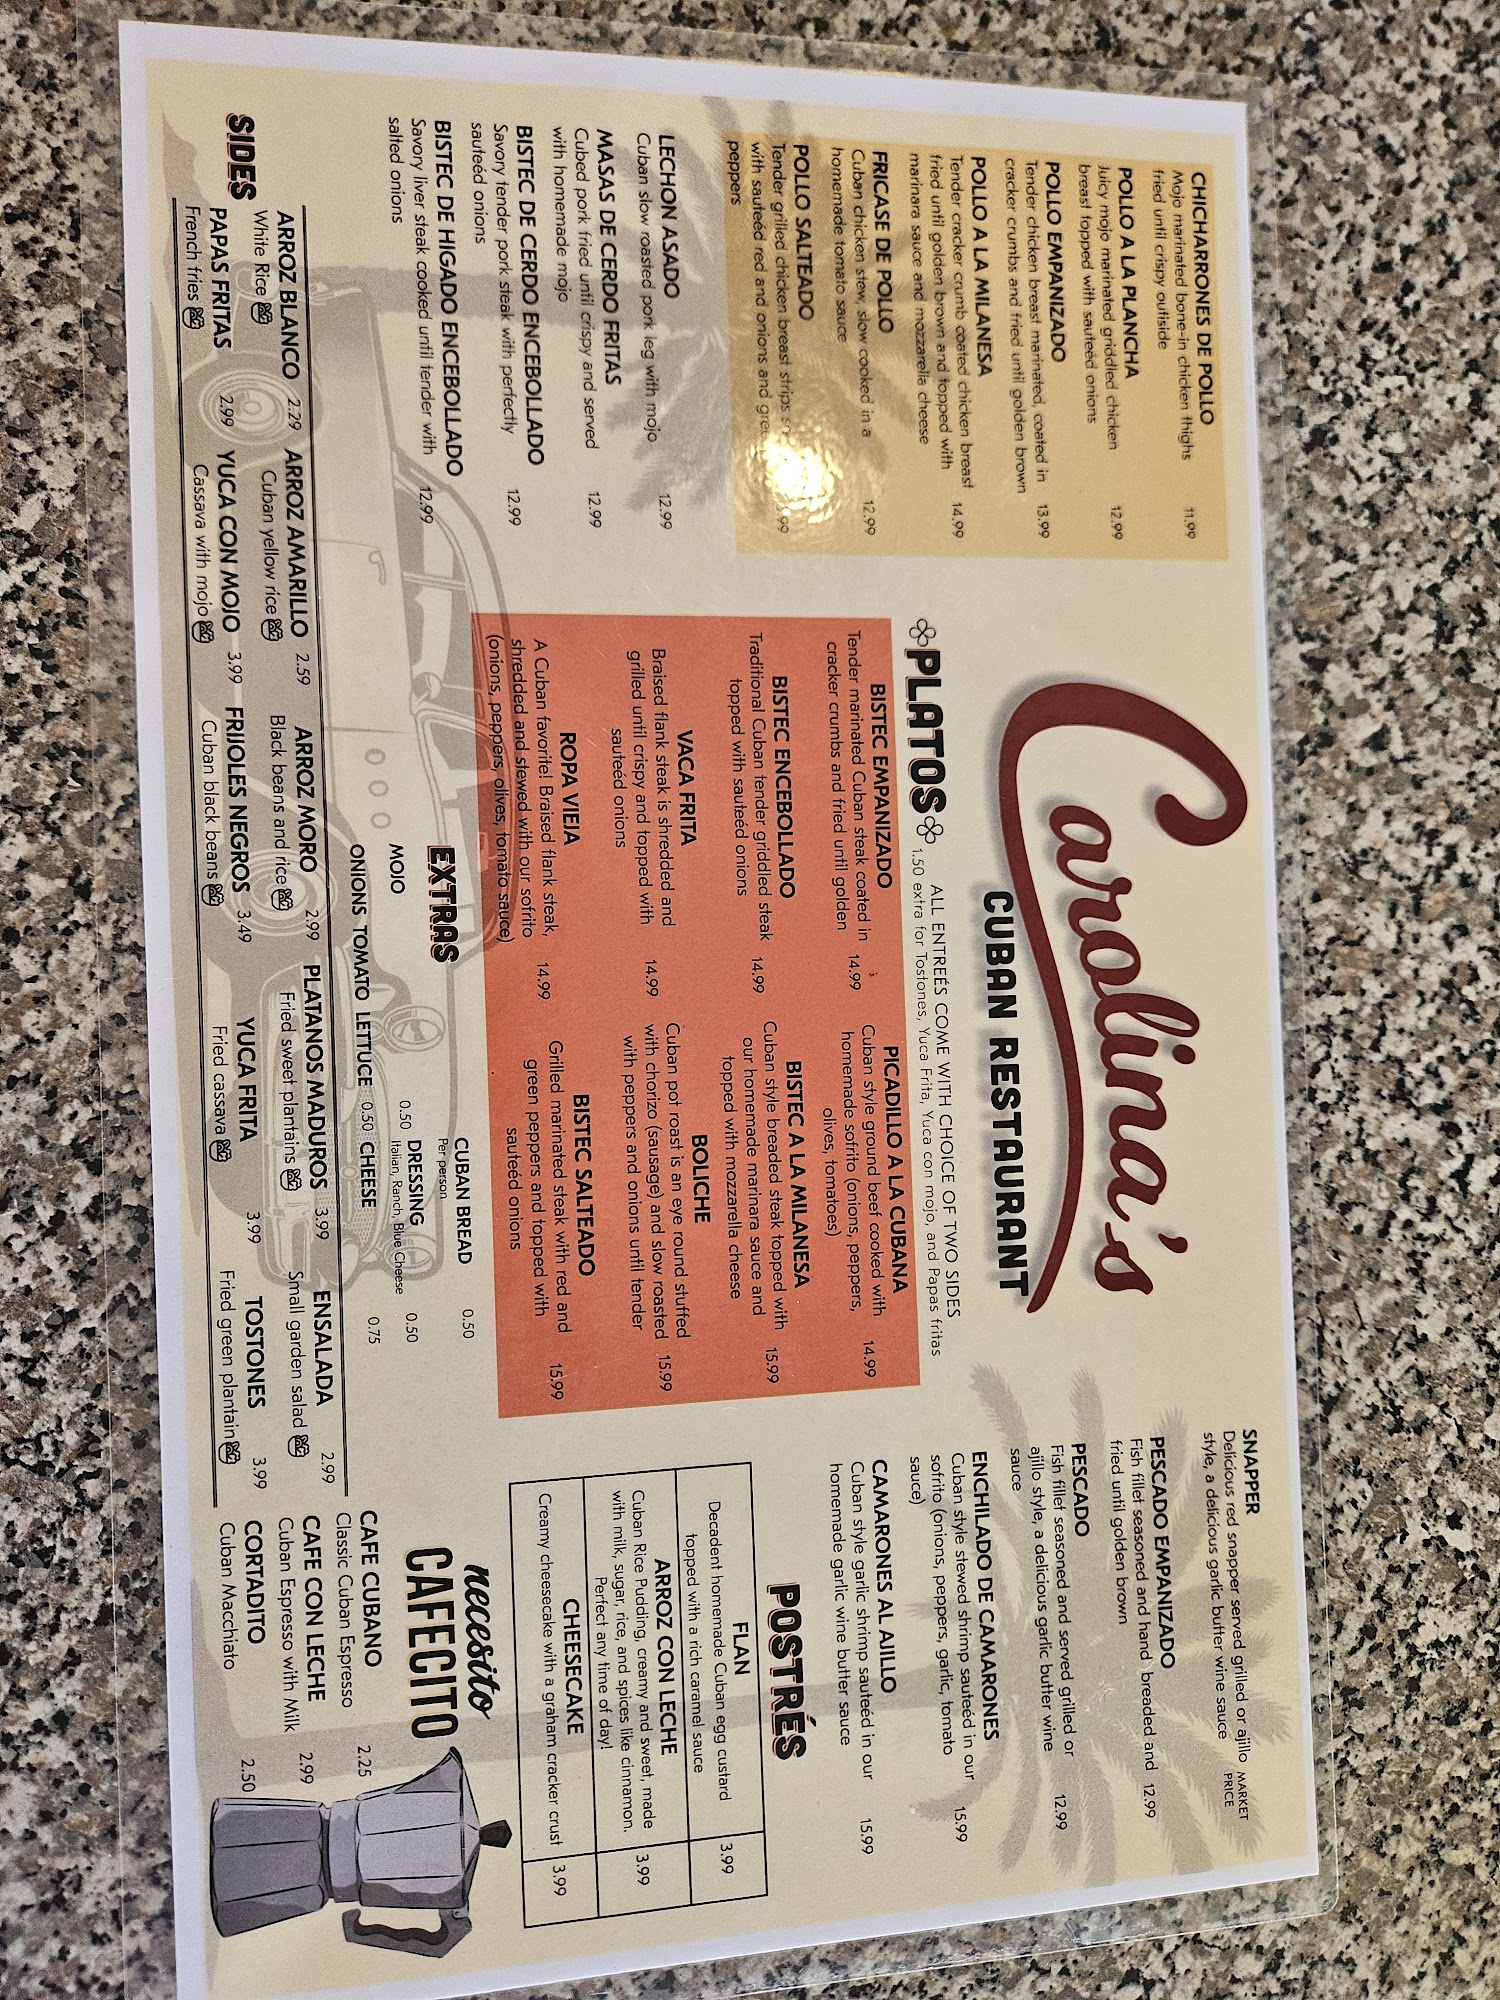 Carolina's
CUBAN RESTAURANT
PLATOS
ALL ENTREÉS COME WITH CHOICE OF TWO SIDES
1.50 extra for Tostones, Yuca Frita, Yuca con mojo, and Papas fritas
CHICHARRONES DE POLLO
Mojo marinated bone-in chicken thighs
fried until crispy outiside 11.99
POLLO A LA PLANCHA
Juicy mojo marinated griddled chicken
breast topped with sauteéd onions 12.99
POLLO EMPANIZADO
Tender chicken breast marinated, coated in
cracker crumbs and fried until golden brown 13.99
POLLO A LA MILANESA
Tender cracker crumb coated chicken breast
fried until golden brown and topped with
marinara sauce and mozzarella cheese 14.99
FRICASE DE POLLO
Cuban chicken stew, slow cooked in a
homemade tomato sauce 12.99
POLLO SALTEADO
Tender grilled chicken breast strips
with sauteéd red and onions and
peppers
LECHON ASADO
Cuban slow roasted pork leg with mojo 12.99
MASAS DE CERDO FRITAS
Cubed pork fried until crispy and served
with homemade mojo 12.99
BISTEC DE CERDO ENCEBOLLADO
Savory tender pork steak with perfectly
sauteéd onions 12.99
BISTEC DE HIGADO ENCEBOLLADO
Savory liver steak cooked until tender with
salted onions 12.99
BISTEC EMPANIZADO
Tender marinated Cuban steak coated in
cracker crumbs and fried until golden 14.99
BISTEC ENCEBOLLADO
Traditional Cuban tender griddled steak
topped with sauteéd onions 14.99
VACA FRITA
Braised flank steak is shredded and
grilled until crispy and topped with
sauteéd onions 14.99
ROPA VIEJA
A Cuban favorite! Braised flank steak,
shredded and stewed with our sofrito
(onions, peppers, olives, tomato sauce) 14.99
PICADILLO A LA CUBANA
Cuban style ground beef cooked with
homemade sofrito (onions, peppers,
olives, tomatoes) 14.99
BISTEC A LA MILANESA
Cuban style breaded steak topped with
our homemade marinara sauce and
topped with mozzarella cheese 15.99
BOLICHE
Cuban pot roast is an eye round stuffed
with chorizo (sausage) and slow roasted
with peppers and onions until tender 15.99
BISTEC SALTEADO
Grilled marinated steak with red and
green peppers and topped with
sauteéd onions 15.99
SNAPPER
Delicious red snapper served grilled or ajillo
style, a delicious garlic butter wine sauce MARKET PRICE
PESCADO EMPANIZADO
Fish fillet seasoned and hand breaded and
fried until golden brown 12.99
PESCADO
Fish fillet seasoned and served grilled or
ajillo style, a delicious garlic butter wine
sauce 12.99
ENCHILADO DE CAMARONES
Cuban style stewed shrimp sauteéd in our
sofrito (onions, peppers, garlic, tomato
sauce) 15.99
CAMARONES AL AJILLO
Cuban style garlic shrimp sauteéd in our
homemade garlic wine butter sauce 15.99
POSTRÉS
FLAN
Decadent homemade Cuban egg custard
topped with a rich caramel sauce 3.99
ARROZ CON LECHE
Cuban Rice Pudding, creamy and sweet, made
with milk, sugar, rice, and spices like cinnamon.
Perfect any time of day! 3.99
CHEESECAKE
Creamy cheesecake with a graham cracker crust 3.99
EXTRAS
CUBAN BREAD 0.50
Per person
MOJO 0.50 DRESSING 0.50
Italian, Ranch, Blue Cheese
ONIONS TOMATO LETTUCE 0.50 CHEESE 0.75
SIDES
ARROZ BLANCO 2.29 ARROZ AMARILLO 2.59 ARROZ MORO 2.99 PLATANOS MADUROS 3.99 ENSALADA 2.99
White Rice Cuban yellow rice Black beans and rice Fried sweet plantains Small garden salad
PAPAS FRITAS 2.99 YUCA CON MOJO 3.99 FRIJOLES NEGROS 3.49 YUCA FRITA 3.99 TOSTONES 3.99
French fries Cassava with mojo Cuban black beans Fried cassava Fried green plantain
necesito
CAFECITO
CAFE CUBANO 2.25
Classic Cuban Espresso
CAFE CON LECHE 2.99
Cuban Espresso with Milk
CORTADITO 2.50
Cuban Macchiato